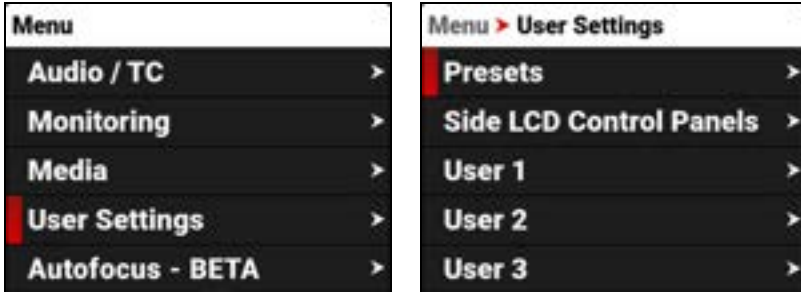 Menu
Audio / TC
Monitoring
Media
User Settings
Autofocus - BETA
Menu ➤ User Settings
Presets
Side LCD Control Panels
User 1
User 2
User 3